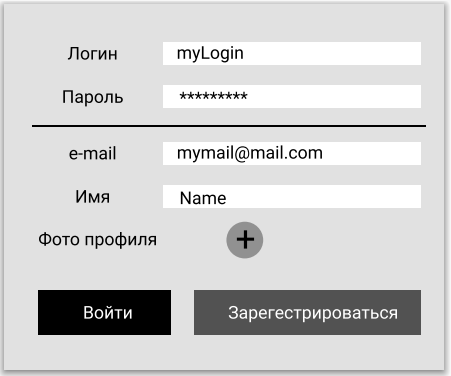 Логин myLogin
Пароль *********
e-mail mymail@mail.com
Имя Name
Фото профиля +
Войти Зарегестрироваться